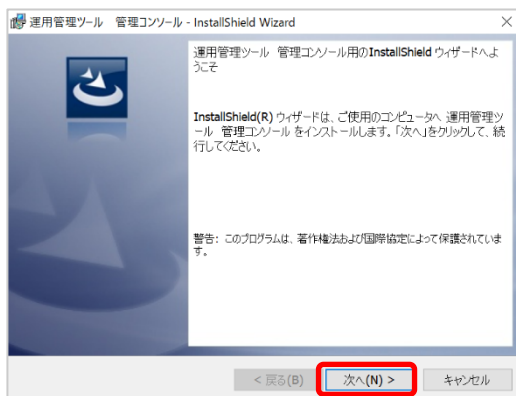 運用管理ツール　管理コンソール - InstallShield Wizard
運用管理ツール 管理コンソール用のInstallShield ウィザードへよ
うこそ
InstallShield(R) ウィザードは、ご使用のコンピュータへ 運用管理ツ
ール 管理コンソール をインストールします。「次へ」をクリックして、続
行してください。
警告: このプログラムは、著作権法および国際協定によって保護されていま
す。
< 戻る(B)
次へ(N) >
キャンセル